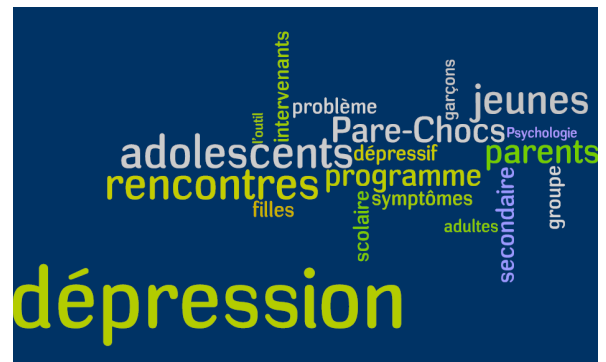 intervenants
garçons
problème
jeunes
l'outil
Pare-Chocs
Psychologie
adolescents
dépressif
parents
rencontres
programme
symptômes
filles
scolaire
adultes
secondaire
groupe
dépression